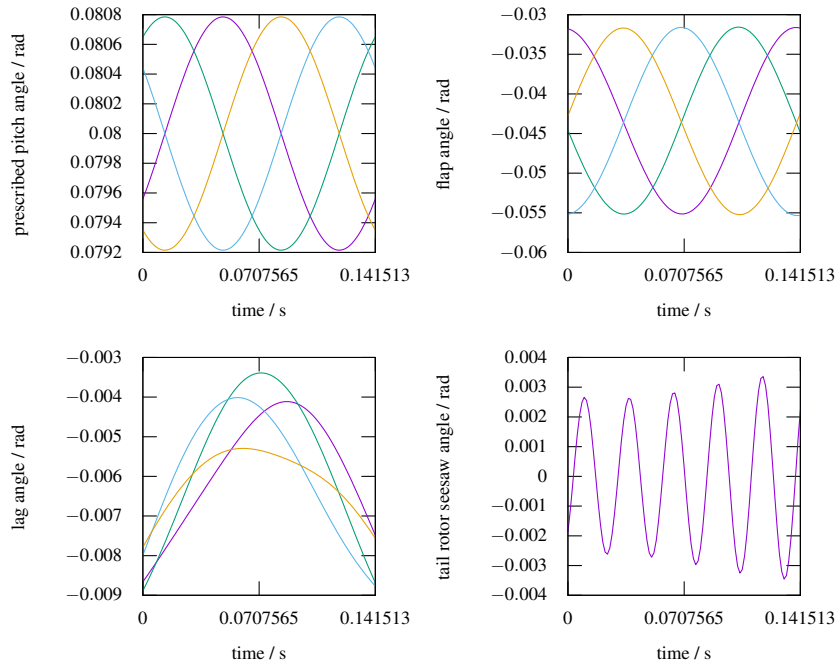 prescribed pitch angle / rad
0.0808
0.0806
0.0804
0.0802
0.08
0.0798
0.0796
0.0794
0.0792
0 0.0707565 0.141513
time / s
flap angle / rad
−0.03
−0.035
−0.04
−0.045
−0.05
−0.055
−0.06
0 0.0707565 0.141513
time / s
lag angle / rad
−0.003
−0.004
−0.005
−0.006
−0.007
−0.008
−0.009
0 0.0707565 0.141513
time / s
tail rotor seesaw angle / rad
0.004
0.003
0.002
0.001
0
−0.001
−0.002
−0.003
−0.004
0 0.0707565 0.141513
time / s